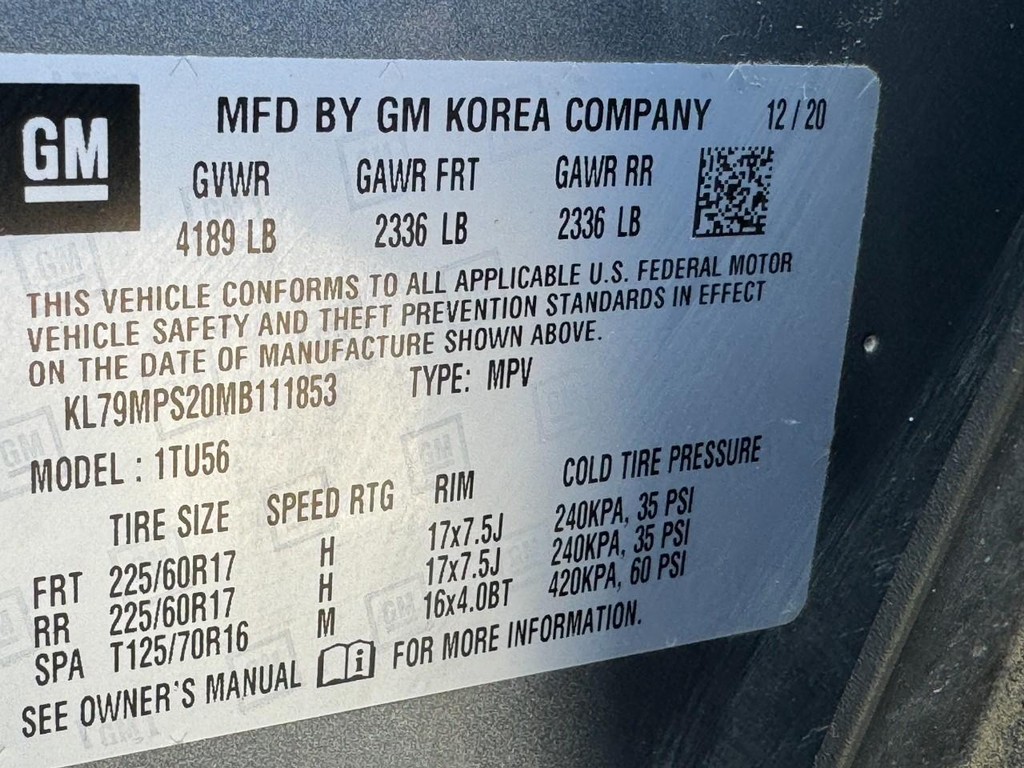 GM
MFD BY GM KOREA COMPANY 12/20
GVWR GAWR FRT GAWR RR
4189 LB 2336 LB 2336 LB
THIS VEHICLE CONFORMS TO ALL APPLICABLE U.S. FEDERAL MOTOR
VEHICLE SAFETY AND THEFT PREVENTION STANDARDS IN EFFECT
ON THE DATE OF MANUFACTURE SHOWN ABOVE.
KL79MPS20MB111853 TYPE: MPV
MODEL : 1TU56
TIRE SIZE SPEED RTG RIM COLD TIRE PRESSURE
FRT 225/60R17 H 17x7.5J 240KPA, 35 PSI
RR 225/60R17 H 17x7.5J 240KPA, 35 PSI
SPA T125/70R16 M 16x4.0BT 420KPA, 60 PSI
SEE OWNER'S MANUAL FOR MORE INFORMATION.